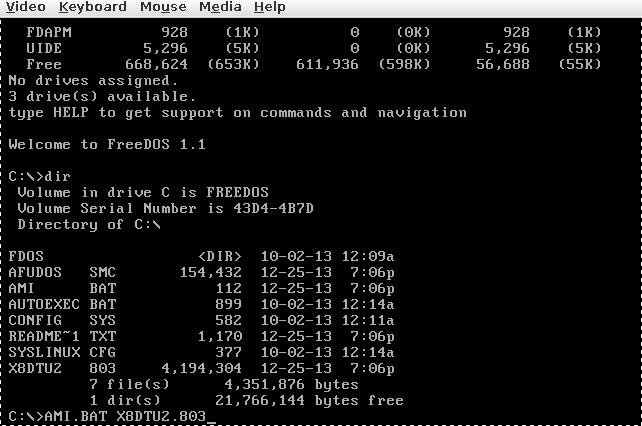 Video Keyboard Mouse Media Help
FDAPM 928 (1K) 0 (0K) 928 (1K)
UIDE 5,296 (5K) 0 (0K) 5,296 (5K)
Free 668,624 (653K) 611,936 (598K) 56,688 (55K)
No drives assigned.
3 drive(s) available.
type HELP to get support on commands and navigation
Welcome to FreeDOS 1.1
C:\>dir
Volume in drive C is FREEDOS
Volume Serial Number is 43D4-4B7D
Directory of C:\
FDOS <DIR> 10-02-13 12:09a
AFUDOS SMC 154,432 12-25-13 7:06p
AMI BAT 112 12-25-13 7:06p
AUTOEXEC BAT 899 10-02-13 12:14a
CONFIG SYS 582 10-02-13 12:11a
README~1 TXT 1,170 12-25-13 7:06p
SYSLINUX CFG 377 10-02-13 12:14a
X8DTU2 803 4,194,304 12-25-13 7:06p
7 file(s) 4,351,876 bytes
1 dir(s) 21,766,144 bytes free
C:\>AMI.BAT X8DTU2.803_